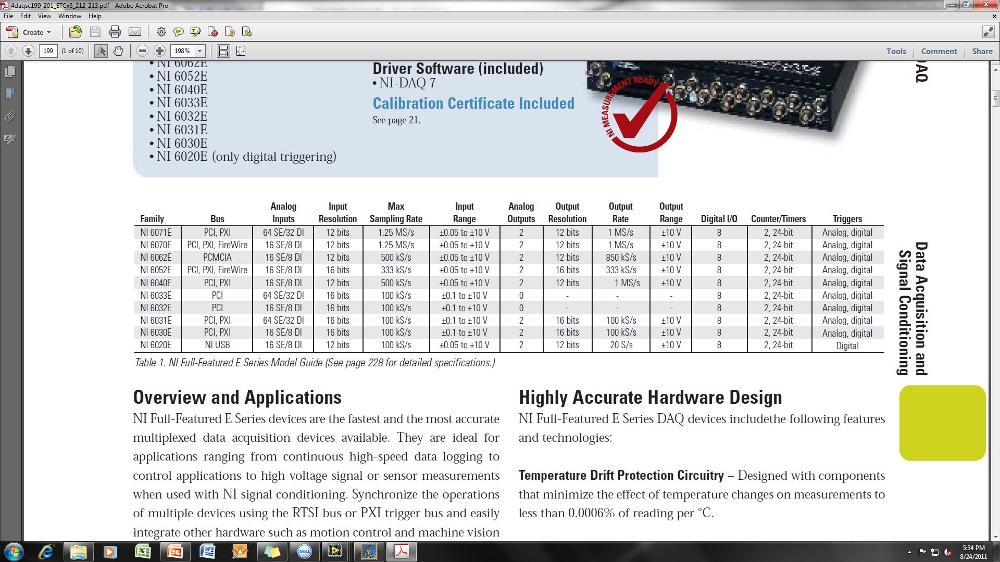 4daqsc199-201_ETCx3_212-213.pdf - Adobe Acrobat Pro
File Edit View Window Help
Create
199 (1 of 10) 198% Tools Comment Share
• NI 6062E
• NI 6052E
• NI 6040E
• NI 6033E
• NI 6032E
• NI 6031E
• NI 6030E
• NI 6020E (only digital triggering)
Driver Software (included)
• NI-DAQ 7
Calibration Certificate Included
See page 21.
NI MEASUREMENT READY
DAQ
Data Acquisition and
Signal Conditioning
Analog Input Max Input Analog Output Output Output
Family Bus Inputs Resolution Sampling Rate Range Outputs Resolution Rate Range Digital I/O Counter/Timers Triggers
NI 6071E PCI, PXI 64 SE/32 DI 12 bits 1.25 MS/s ±0.05 to ±10 V 2 12 bits 1 MS/s ±10 V 8 2, 24-bit Analog, digital
NI 6070E PCI, PXI, FireWire 16 SE/8 DI 12 bits 1.25 MS/s ±0.05 to ±10 V 2 12 bits 1 MS/s ±10 V 8 2, 24-bit Analog, digital
NI 6062E PCMCIA 16 SE/8 DI 12 bits 500 kS/s ±0.05 to ±10 V 2 12 bits 850 kS/s ±10 V 8 2, 24-bit Analog, digital
NI 6052E PCI, PXI, FireWire 16 SE/8 DI 16 bits 333 kS/s ±0.05 to ±10 V 2 16 bits 333 kS/s ±10 V 8 2, 24-bit Analog, digital
NI 6040E PCI, PXI 16 SE/8 DI 12 bits 500 kS/s ±0.05 to ±10 V 2 12 bits 1 MS/s ±10 V 8 2, 24-bit Analog, digital
NI 6033E PCI 64 SE/32 DI 16 bits 100 kS/s ±0.1 to ±10 V 0 - - - 8 2, 24-bit Analog, digital
NI 6032E PCI 16 SE/8 DI 16 bits 100 kS/s ±0.1 to ±10 V 0 - - - 8 2, 24-bit Analog, digital
NI 6031E PCI, PXI 64 SE/32 DI 16 bits 100 kS/s ±0.1 to ±10 V 2 16 bits 100 kS/s ±10 V 8 2, 24-bit Analog, digital
NI 6030E PCI, PXI 16 SE/8 DI 16 bits 100 kS/s ±0.1 to ±10 V 2 16 bits 100 kS/s ±10 V 8 2, 24-bit Analog, digital
NI 6020E NI USB 16 SE/8 DI 12 bits 100 kS/s ±0.05 to ±10 V 2 12 bits 20 S/s ±10 V 8 2, 24-bit Digital
Table 1. NI Full-Featured E Series Model Guide (See page 228 for detailed specifications.)
Overview and Applications
NI Full-Featured E Series devices are the fastest and the most accurate
multiplexed data acquisition devices available. They are ideal for
applications ranging from continuous high-speed data logging to
control applications to high voltage signal or sensor measurements
when used with NI signal conditioning. Synchronize the operations
of multiple devices using the RTSI bus or PXI trigger bus and easily
integrate other hardware such as motion control and machine vision
Highly Accurate Hardware Design
NI Full-Featured E Series DAQ devices includethe following features
and technologies:
Temperature Drift Protection Circuitry – Designed with components
that minimize the effect of temperature changes on measurements to
less than 0.0006% of reading per °C.
DELL
5:34 PM
8/24/2011